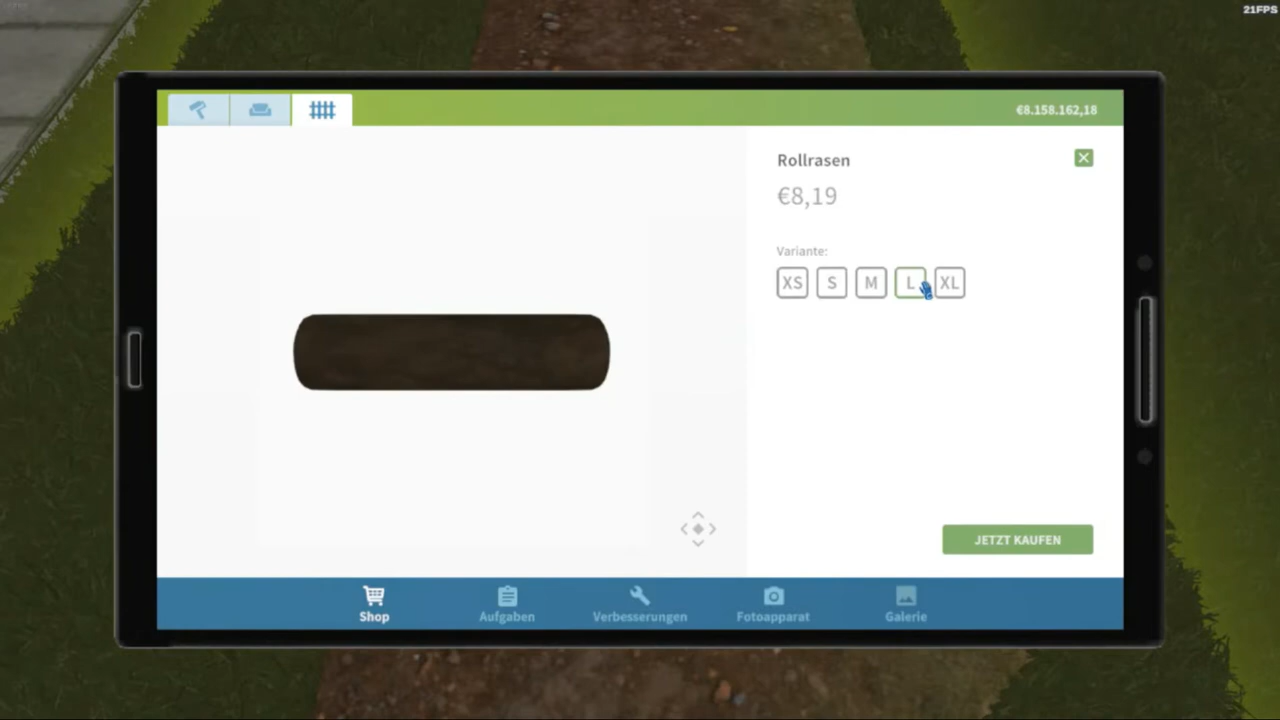 21FPS
€8.158.162,18
Rollrasen
€8,19
Variante:
XS S M L XL
JETZT KAUFEN
Shop Aufgaben Verbesserungen Fotoapparat Galerie